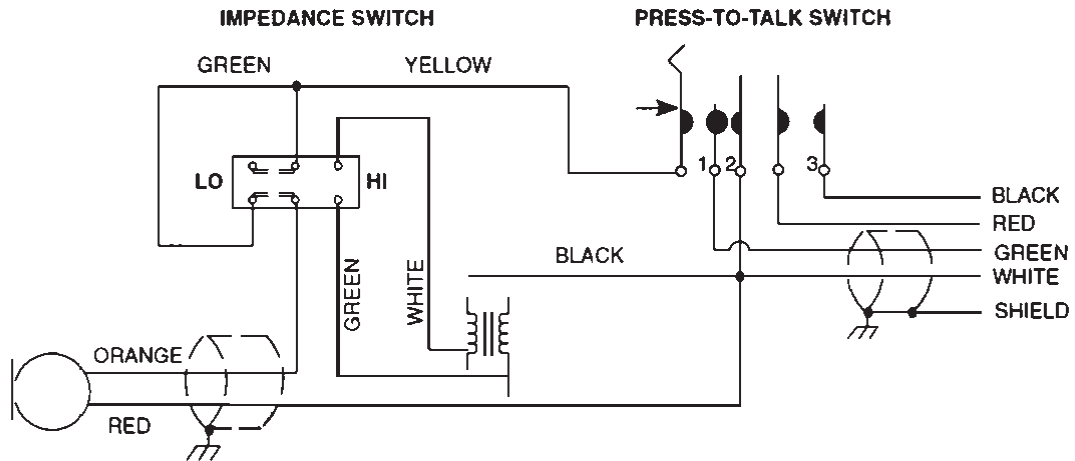 IMPEDANCE SWITCH
PRESS-TO-TALK SWITCH
GREEN
YELLOW
1
2
3
LO
HI
BLACK
RED
GREEN
WHITE
SHIELD
BLACK
GREEN
WHITE
ORANGE
RED